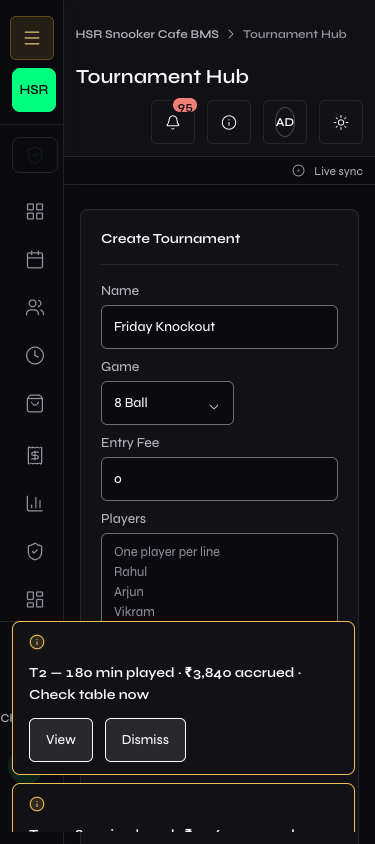 HSR Snooker Cafe BMS > Tournament Hub
HSR
Tournament Hub
95
AD
Live sync
Create Tournament
Name
Friday Knockout
Game
8 Ball
Entry Fee
0
Players
One player per line
Rahul
Arjun
Vikram
T2 — 180 min played · ₹3,840 accrued ·
Check table now
View
Dismiss